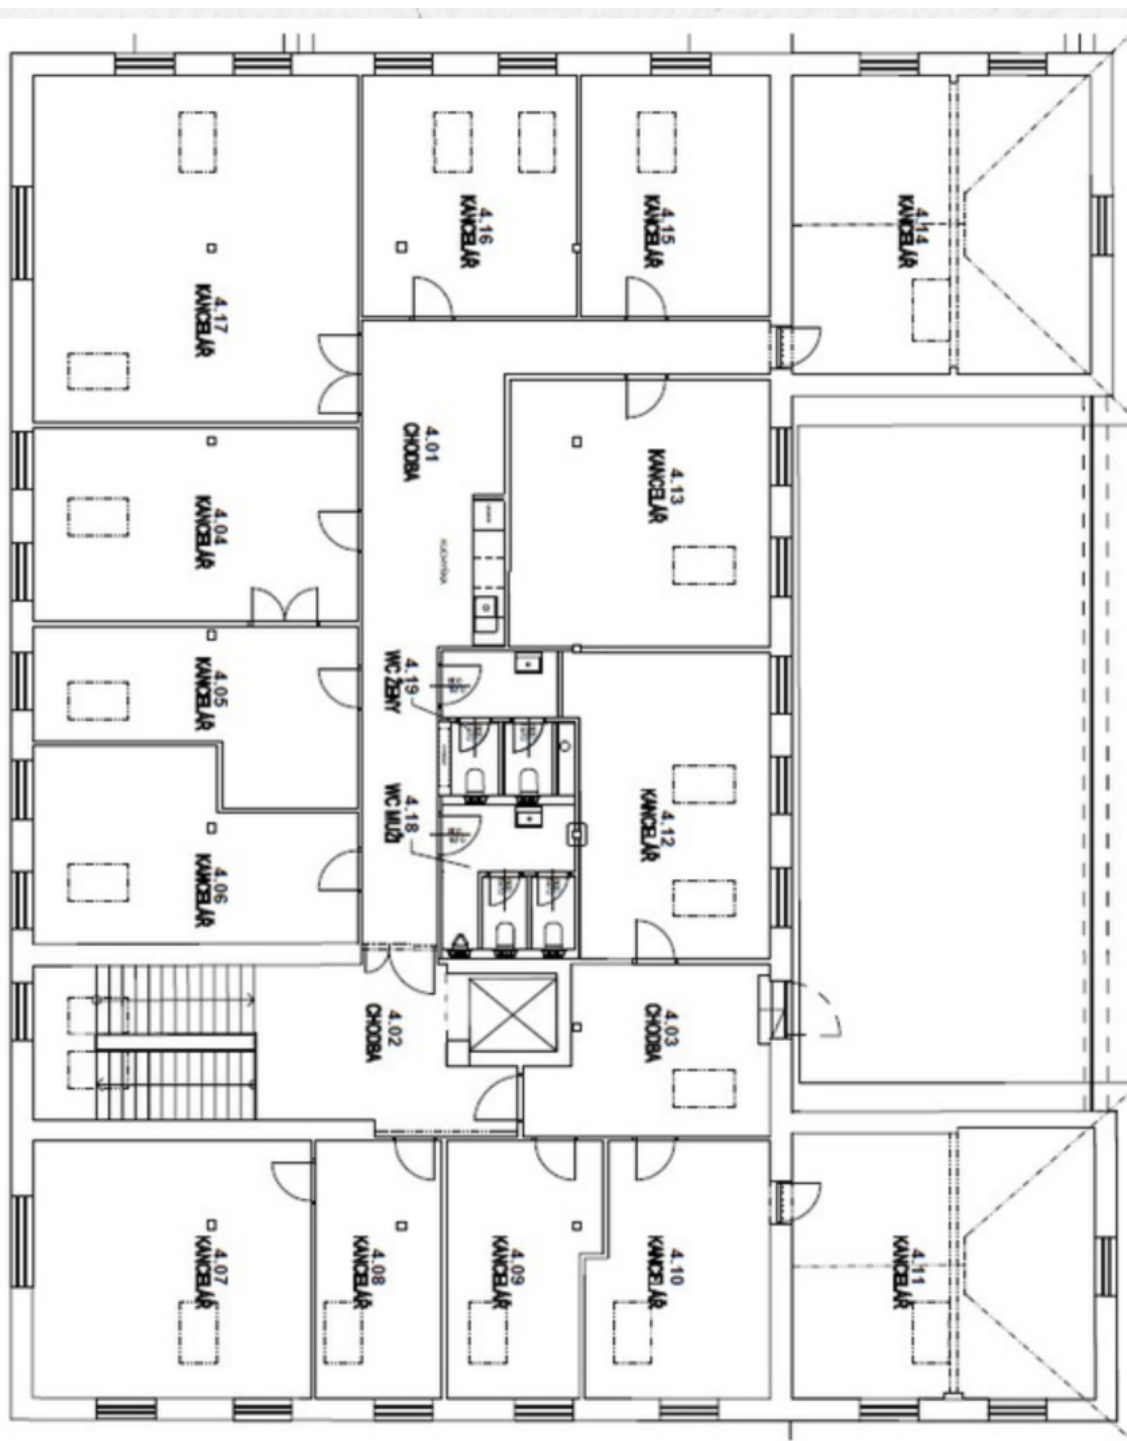 4.16
KANCELÁŘ
4.15
KANCELÁŘ
4.14
KANCELÁŘ
4.17
KANCELÁŘ
4.01
CHODBA
4.13
KANCELÁŘ
4.04
KANCELÁŘ
KUCHYŇKA
4.05
KANCELÁŘ
4.19
WC ŽENY
4.18
WC MUŽI
4.12
KANCELÁŘ
4.06
KANCELÁŘ
4.02
CHODBA
4.03
CHODBA
4.07
KANCELÁŘ
4.08
KANCELÁŘ
4.09
KANCELÁŘ
4.10
KANCELÁŘ
4.11
KANCELÁŘ